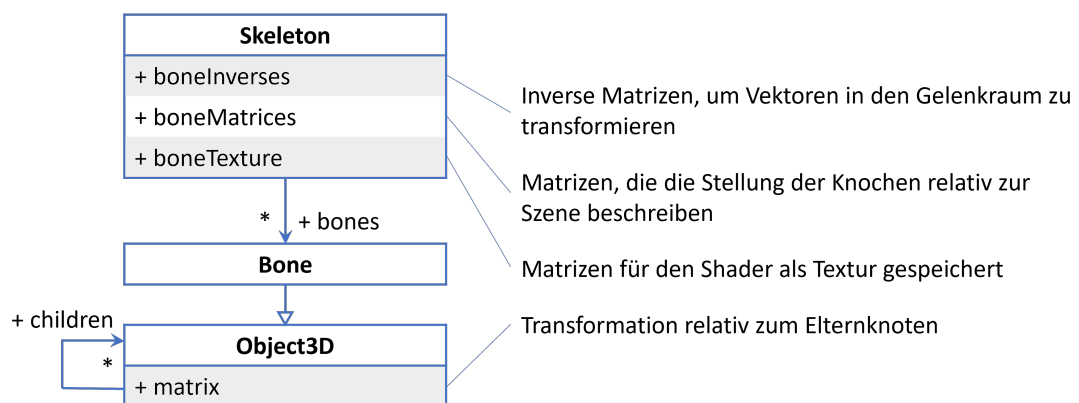 Skeleton
+ boneInverses
+ boneMatrices
+ boneTexture
Inverse Matrizen, um Vektoren in den Gelenkraum zu
transformieren
Matrizen, die die Stellung der Knochen relativ zur
Szene beschreiben
Matrizen für den Shader als Textur gespeichert
* + bones
Bone
+ children
*
Object3D
+ matrix
Transformation relativ zum Elternknoten